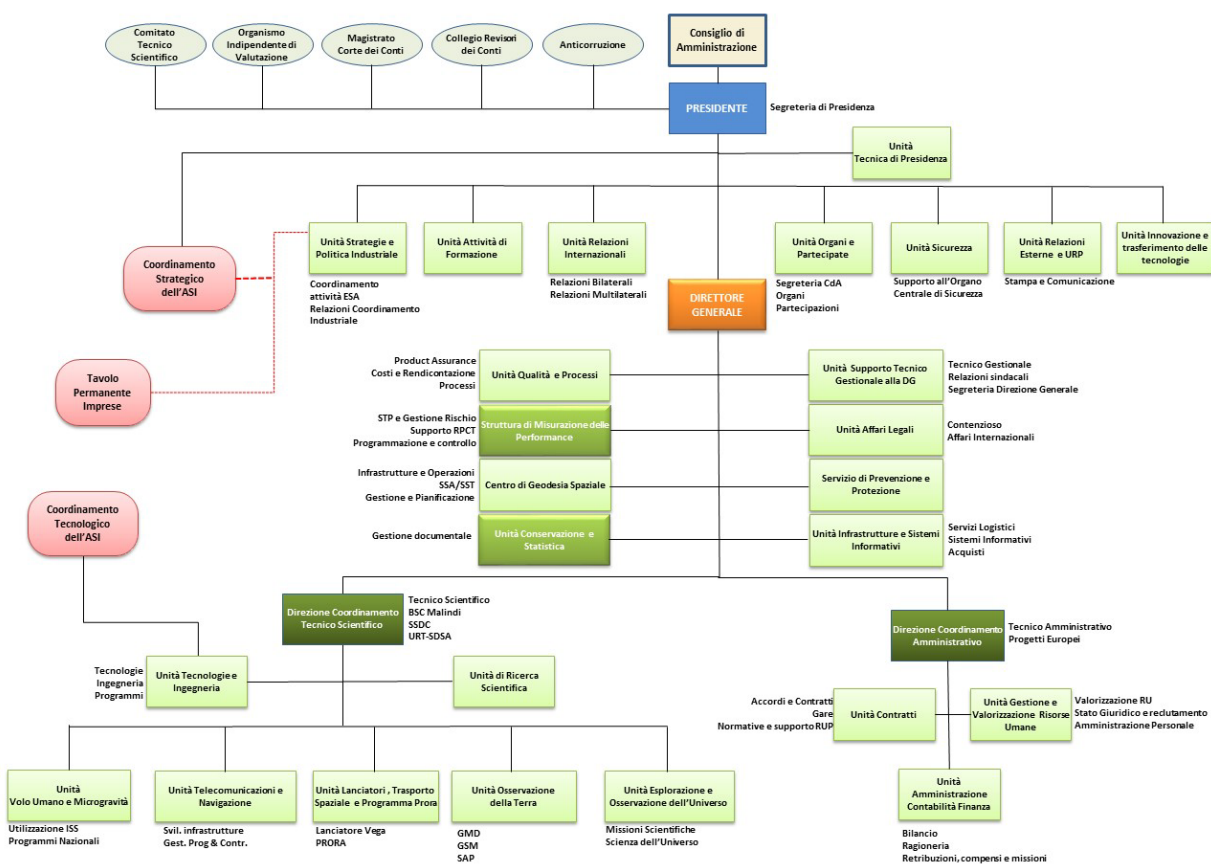 Comitato
Tecnico
Scientifico
Organismo
Indipendente di
Valutazione
Magistrato
Corte dei Conti
Collegio Revisori
dei Conti
Anticorruzione
Consiglio di
Amministrazione
PRESIDENTE
Segreteria di Presidenza
Unità
Tecnica di Presidenza
Coordinamento
Strategico
dell'ASI
Unità Strategie e
Politica Industriale
Coordinamento
attività ESA
Relazioni Coordinamento
Industriale
Unità Attività di
Formazione
Unità Relazioni
Internazionali
Relazioni Bilaterali
Relazioni Multilaterali
DIRETTORE
GENERALE
Unità Organi e
Partecipate
Segreteria CdA
Organi
Partecipazioni
Unità Sicurezza
Supporto all'Organo
Centrale di Sicurezza
Unità Relazioni
Esterne e URP
Stampa e Comunicazione
Unità Innovazione e
trasferimento delle
tecnologie
Tavolo
Permanente
Imprese
Product Assurance
Costi e Rendicontazione
Processi
Unità Qualità e Processi
Unità Supporto Tecnico
Gestionale alla DG
Tecnico Gestionale
Relazioni sindacali
Segreteria Direzione Generale
STP e Gestione Rischio
Supporto RPCT
Programmazione e controllo
Struttura di Misurazione delle
Performance
Unità Affari Legali
Contenzioso
Affari Internazionali
Infrastrutture e Operazioni
SSA/SST
Gestione e Pianificazione
Centro di Geodesia Spaziale
Servizio di Prevenzione e
Protezione
Gestione documentale
Unità Conservazione e
Statistica
Unità Infrastrutture e Sistemi
Informativi
Servizi Logistici
Sistemi Informativi
Acquisti
Coordinamento
Tecnologico
dell'ASI
Direzione Coordinamento
Tecnico Scientifico
Tecnico Scientifico
BSC Malindi
SSDC
URT-SDSA
Direzione Coordinamento
Amministrativo
Tecnico Amministrativo
Progetti Europei
Tecnologie
Ingegneria
Programmi
Unità Tecnologie e
Ingegneria
Unità di Ricerca
Scientifica
Accordi e Contratti
Gare
Normative e supporto RUP
Unità Contratti
Unità Gestione e
Valorizzazione Risorse
Umane
Valorizzazione RU
Stato Giuridico e reclutamento
Amministrazione Personale
Unità
Volo Umano e Microgravità
Utilizzazione ISS
Programmi Nazionali
Unità Telecomunicazioni e
Navigazione
Svil. infrastrutture
Gest. Prog & Contr.
Unità Lanciatori , Trasporto
Spaziale e Programma Prora
Lanciatore Vega
PRORA
Unità Osservazione della
Terra
GMD
GSM
SAP
Unità Esplorazione e
Osservazione dell'Universo
Missioni Scientifiche
Scienza dell'Universo
Unità
Amministrazione
Contabilità Finanza
Bilancio
Ragioneria
Retribuzioni, compensi e missioni